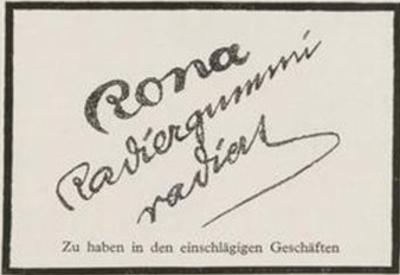 Rona
Radiergummi
radiert
Zu haben in den einschlägigen Geschäften